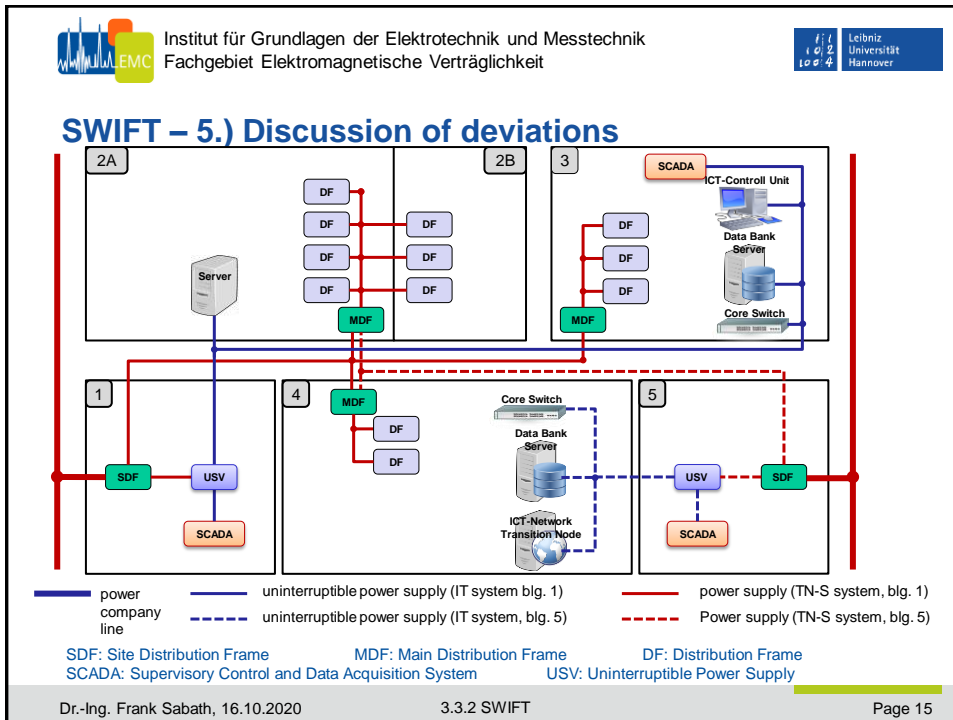 Institut für Grundlagen der Elektrotechnik und Messtechnik
Fachgebiet Elektromagnetische Verträglichkeit
EMC
Leibniz
Universität
Hannover
SWIFT – 5.) Discussion of deviations
2A
2B
3
SCADA
ICT-Controll Unit
DF
DF
DF
DF
DF
DF
DF
DF
DF
DF
Data Bank
Server
Server
MDF
MDF
Core Switch
1
4
5
MDF
DF
DF
Core Switch
Data Bank
Server
ICT-Network
Transition Node
SDF
USV
SCADA
USV
SDF
SCADA
power
company
line
uninterruptible power supply (IT system blg. 1)
uninterruptible power supply (IT system, blg. 5)
power supply (TN-S system, blg. 1)
Power supply (TN-S system, blg. 5)
SDF: Site Distribution Frame MDF: Main Distribution Frame DF: Distribution Frame
SCADA: Supervisory Control and Data Acquisition System USV: Uninterruptible Power Supply
Dr.-Ing. Frank Sabath, 16.10.2020 3.3.2 SWIFT Page 15